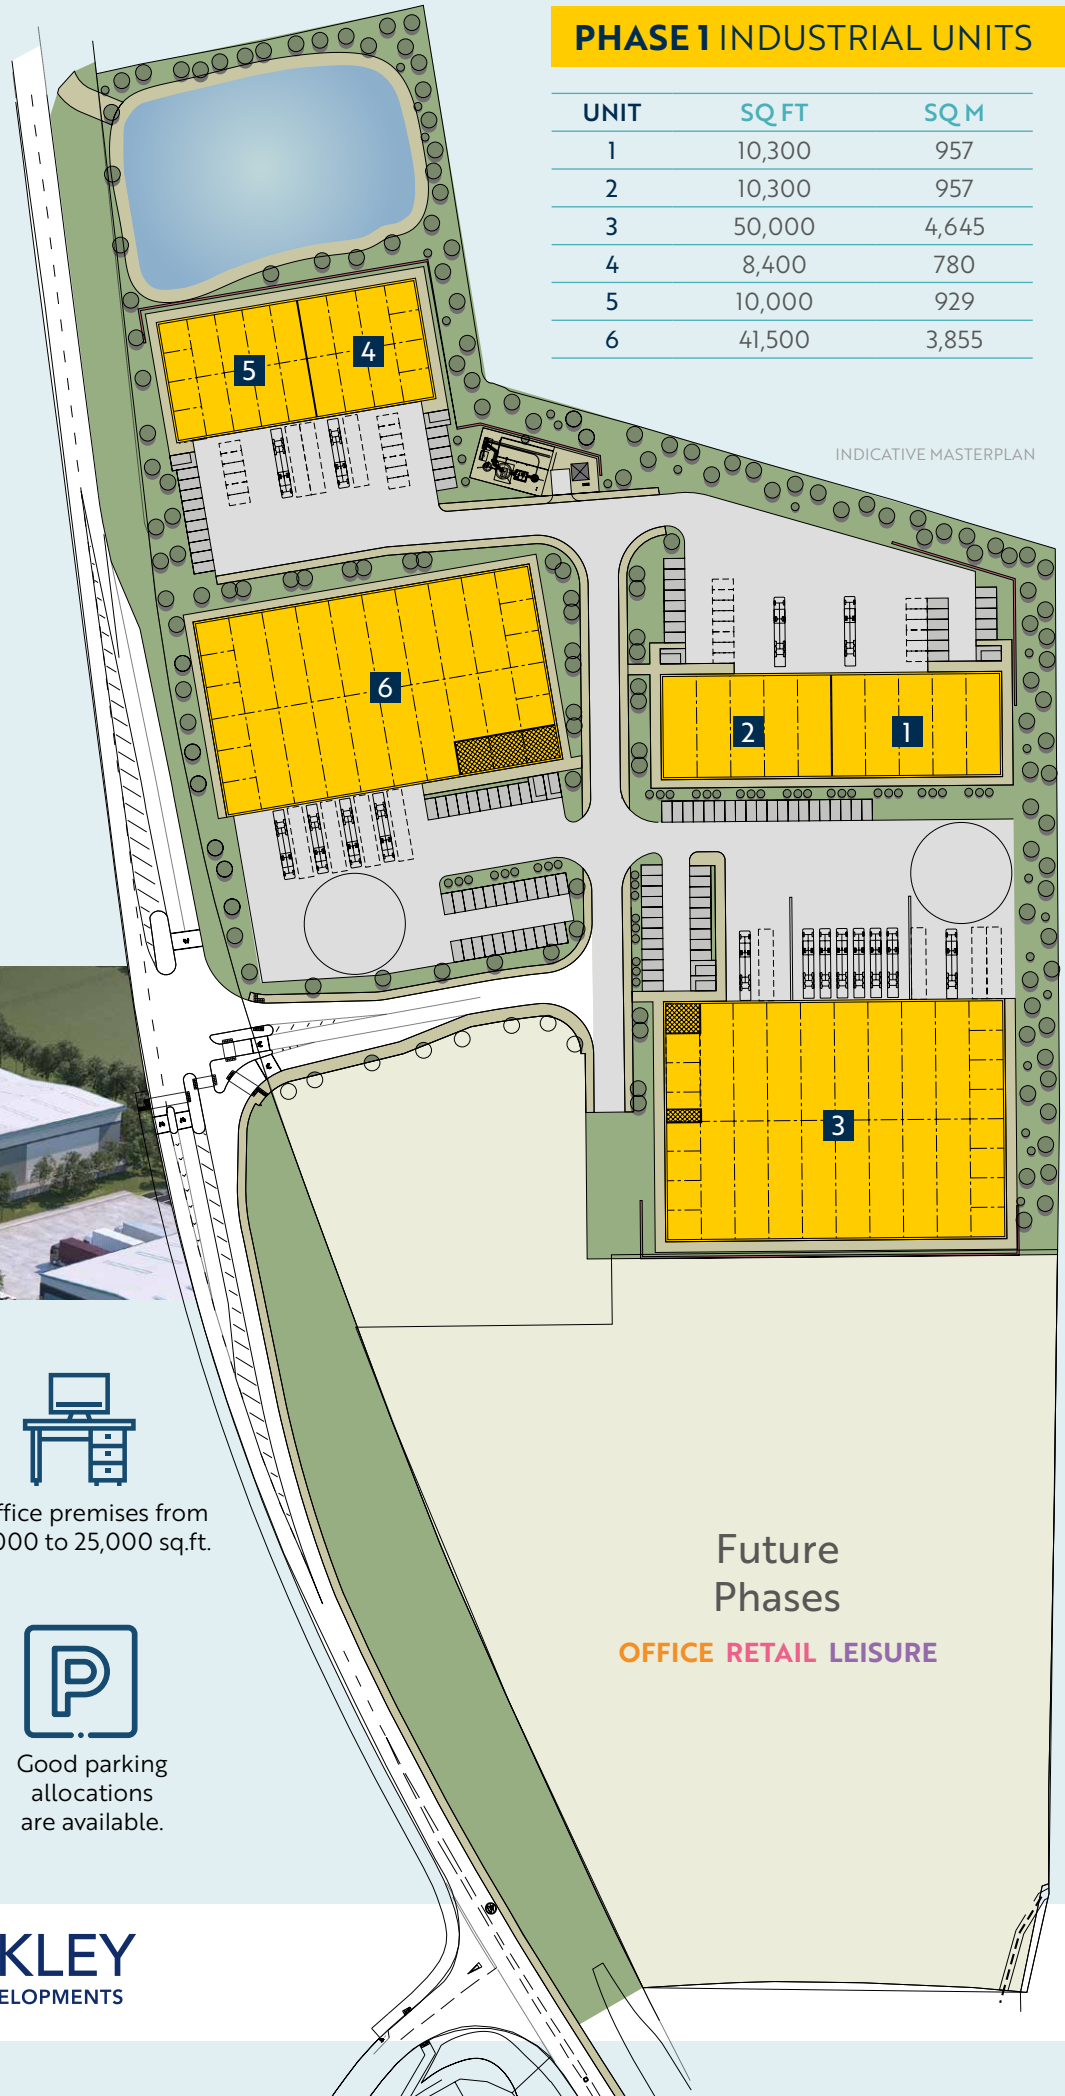 PHASE 1 INDUSTRIAL UNITS
UNIT SQ FT SQ M
1 10,300 957
2 10,300 957
3 50,000 4,645
4 8,400 780
5 10,000 929
6 41,500 3,855
INDICATIVE MASTERPLAN
5
4
6
2
1
3
premises from
to 25,000 sq.ft.
Good parking
allocations
are available.
Future
Phases
OFFICE RETAIL LEISURE
KLEY
ELOPMENTS